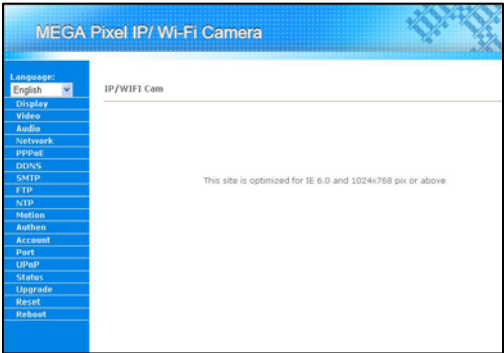 MEGA Pixel IP/ Wi-Fi Camera
Language:
English
IP/WIFI Cam
Display
Video
Audio
Network
PPPoE
DDNS
SMTP
FTP
NTP
Motion
Authen
Account
Port
UPnP
Status
Upgrade
Reset
Reboot
This site is optimized for IE 6.0 and 1024x768 pix or above